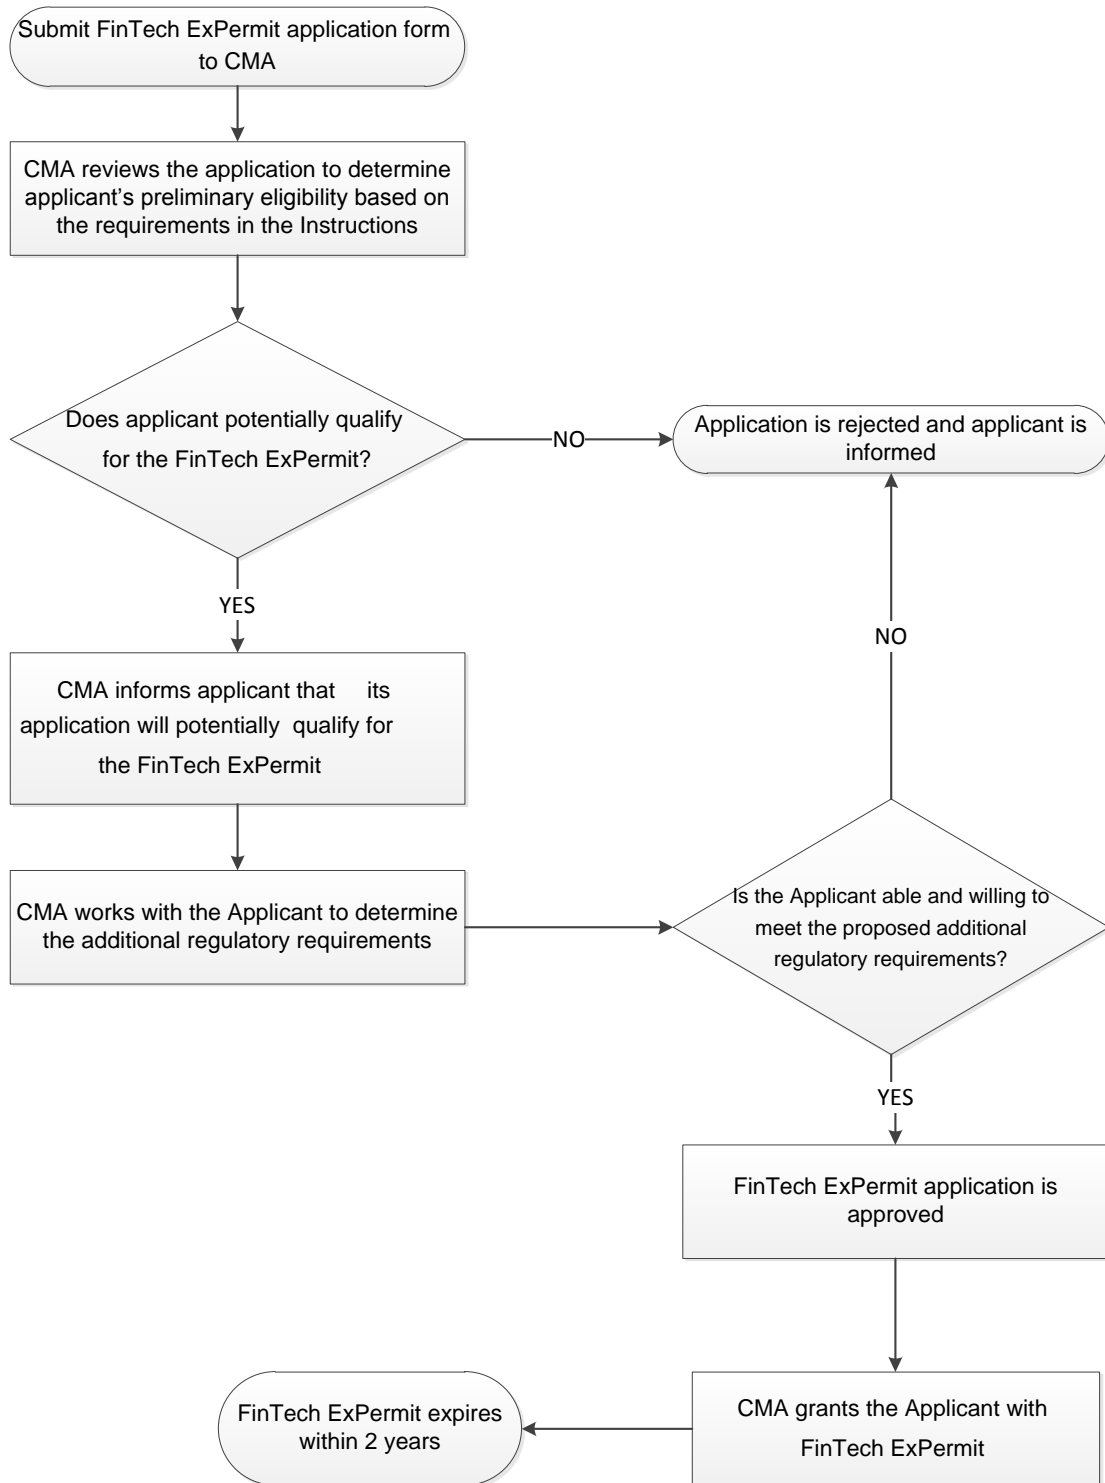 Submit FinTech ExPermit application form
to CMA
CMA reviews the application to determine
applicant’s preliminary eligibility based on
the requirements in the Instructions
Does applicant potentially qualify
for the FinTech ExPermit?
NO
Application is rejected and applicant is
informed
YES
CMA informs applicant that its
application will potentially qualify for
the FinTech ExPermit
NO
CMA works with the Applicant to determine
the additional regulatory requirements
Is the Applicant able and willing to
meet the proposed additional
regulatory requirements?
YES
FinTech ExPermit application is
approved
CMA grants the Applicant with
FinTech ExPermit
FinTech ExPermit expires
within 2 years